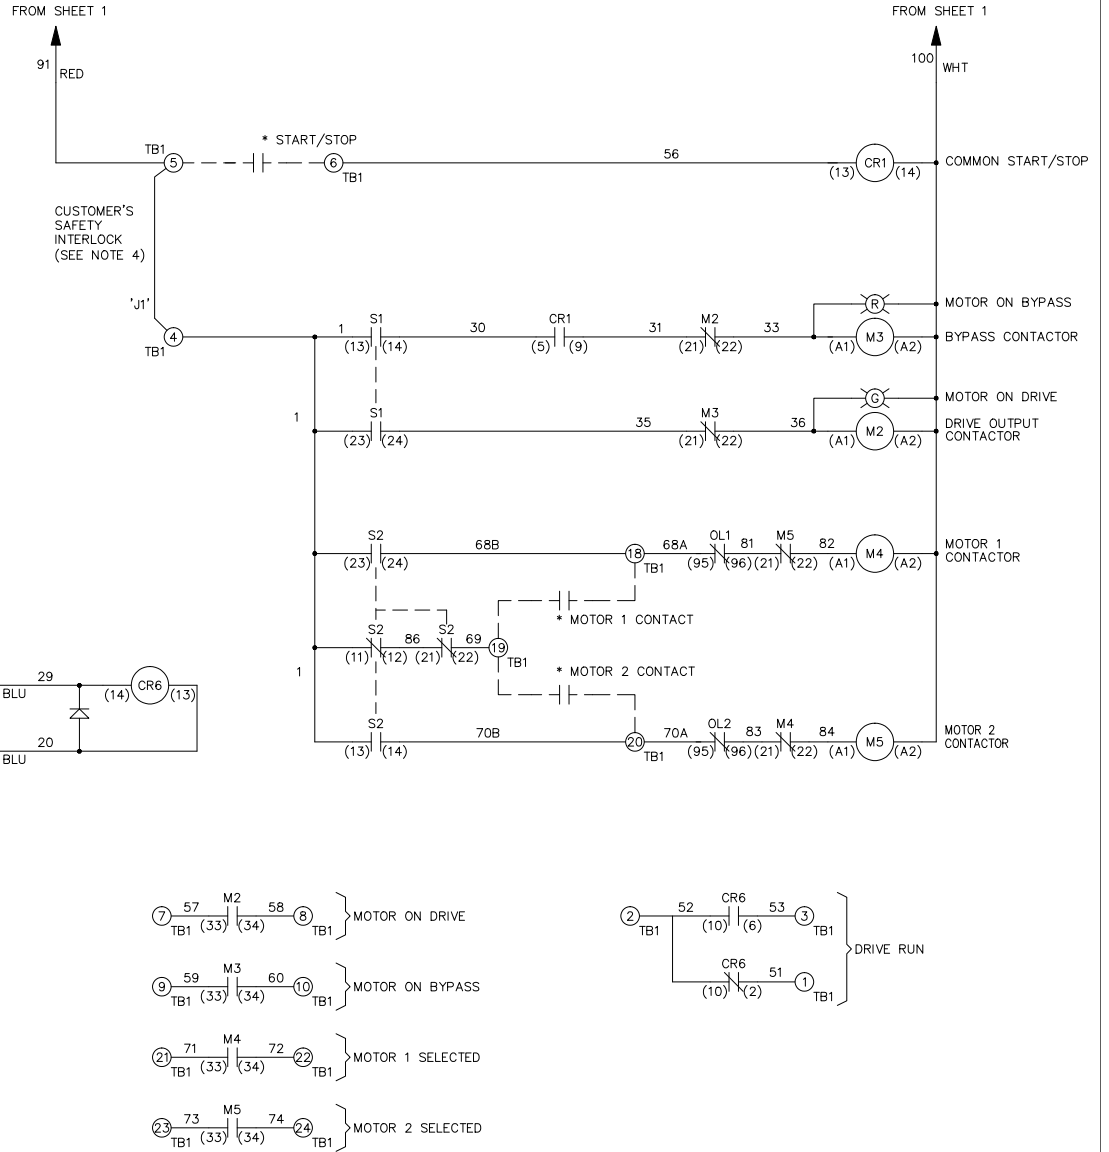 FROM SHEET 1
FROM SHEET 1
91
RED
100
WHT
* START/STOP
TB1
5
6
TB1
56
CR1
(13)
(14)
COMMON START/STOP
CUSTOMER'S
SAFETY
INTERLOCK
(SEE NOTE 4)
'J1'
4
TB1
R
MOTOR ON BYPASS
1
S1
(13)
(14)
30
CR1
(5)
(9)
31
M2
(21)
(22)
33
M3
(A1)
(A2)
BYPASS CONTACTOR
G
MOTOR ON DRIVE
1
S1
(23)
(24)
35
M3
(21)
(22)
36
M2
(A1)
(A2)
DRIVE OUTPUT
CONTACTOR
S2
(23)
(24)
68B
18
TB1
68A
OL1
(95)
(96)
81
M5
(21)
(22)
82
M4
(A1)
(A2)
MOTOR 1
CONTACTOR
* MOTOR 1 CONTACT
S2
(11)
(12)
86
S2
(21)
(22)
69
19
TB1
* MOTOR 2 CONTACT
1
29
BLU
(14)
CR6
(13)
20
BLU
S2
(13)
(14)
70B
20
TB1
70A
OL2
(95)
(96)
83
M4
(21)
(22)
84
M5
(A1)
(A2)
MOTOR 2
CONTACTOR
7
TB1
57
M2
(33)
(34)
58
8
TB1
MOTOR ON DRIVE
9
TB1
59
M3
(33)
(34)
60
10
TB1
MOTOR ON BYPASS
21
TB1
71
M4
(33)
(34)
72
22
TB1
MOTOR 1 SELECTED
23
TB1
73
M5
(33)
(34)
74
24
TB1
MOTOR 2 SELECTED
2
TB1
52
CR6
(10)
(6)
53
3
TB1
CR6
(10)
(2)
51
1
TB1
DRIVE RUN